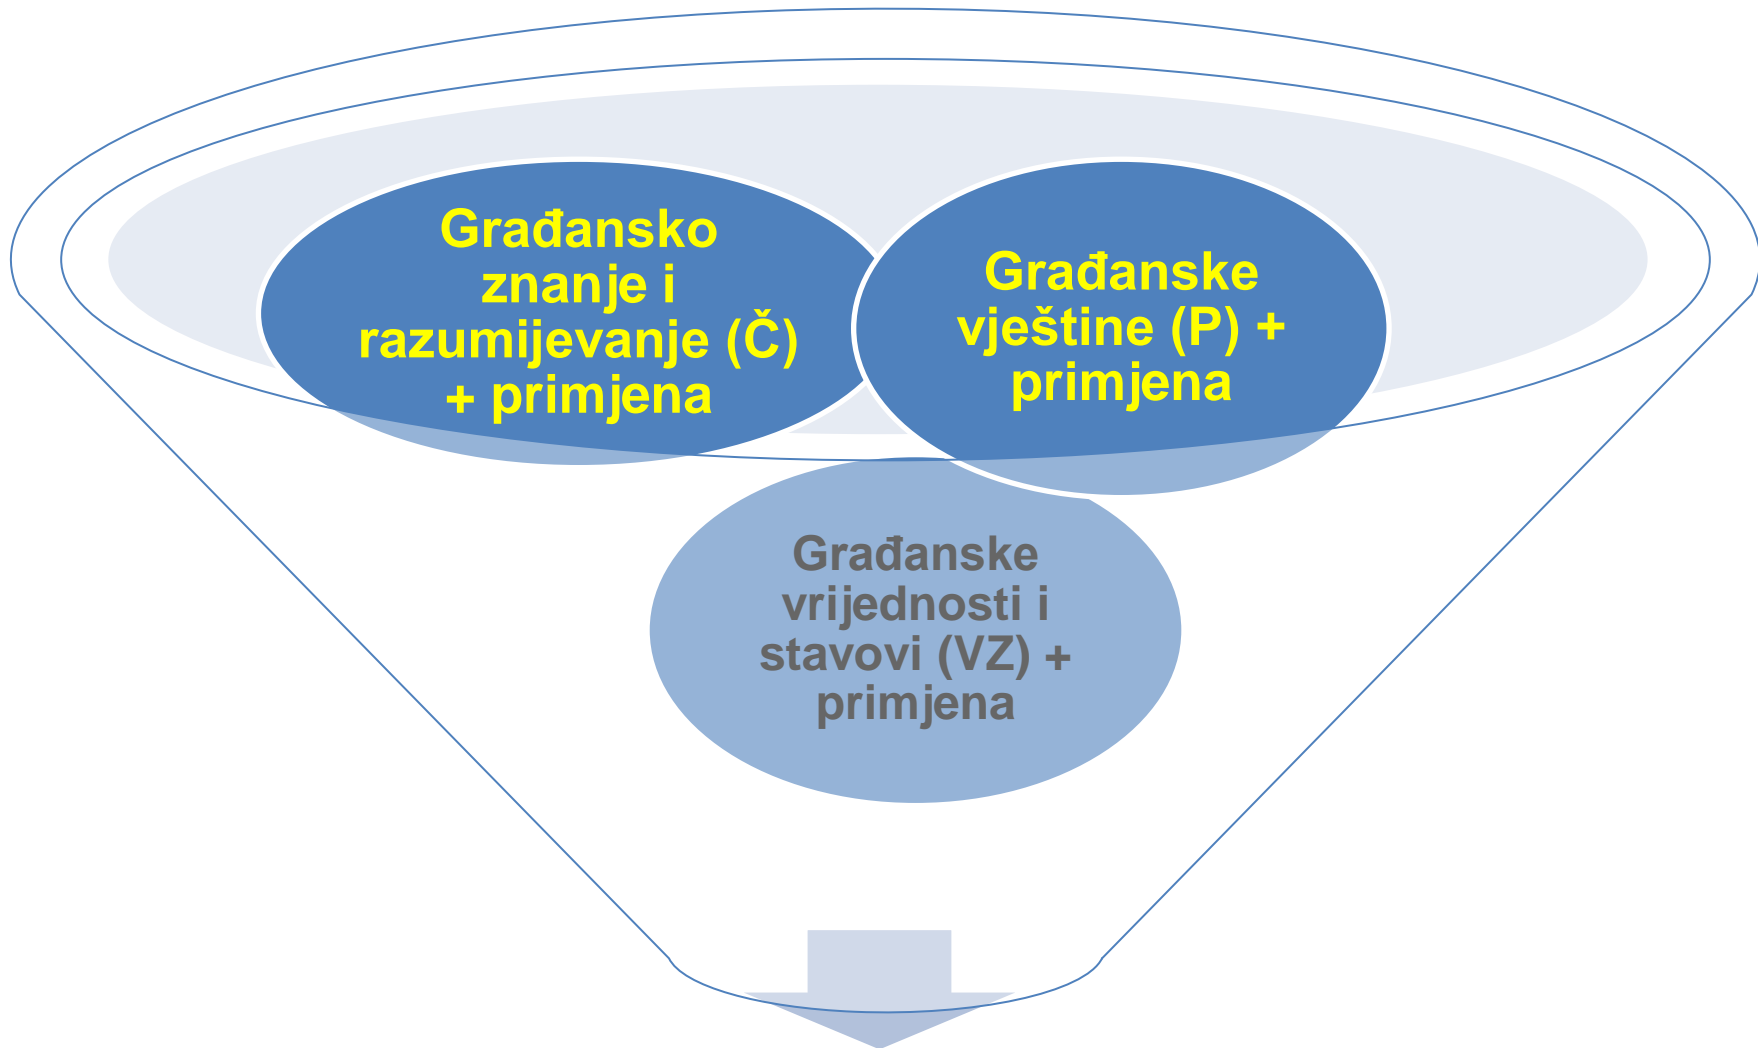 Građansko
znanje i
razumijevanje (Č)
+ primjena
Građanske
vještine (P) +
primjena
Građanske
vrijednosti i
stavovi (VZ) +
primjena